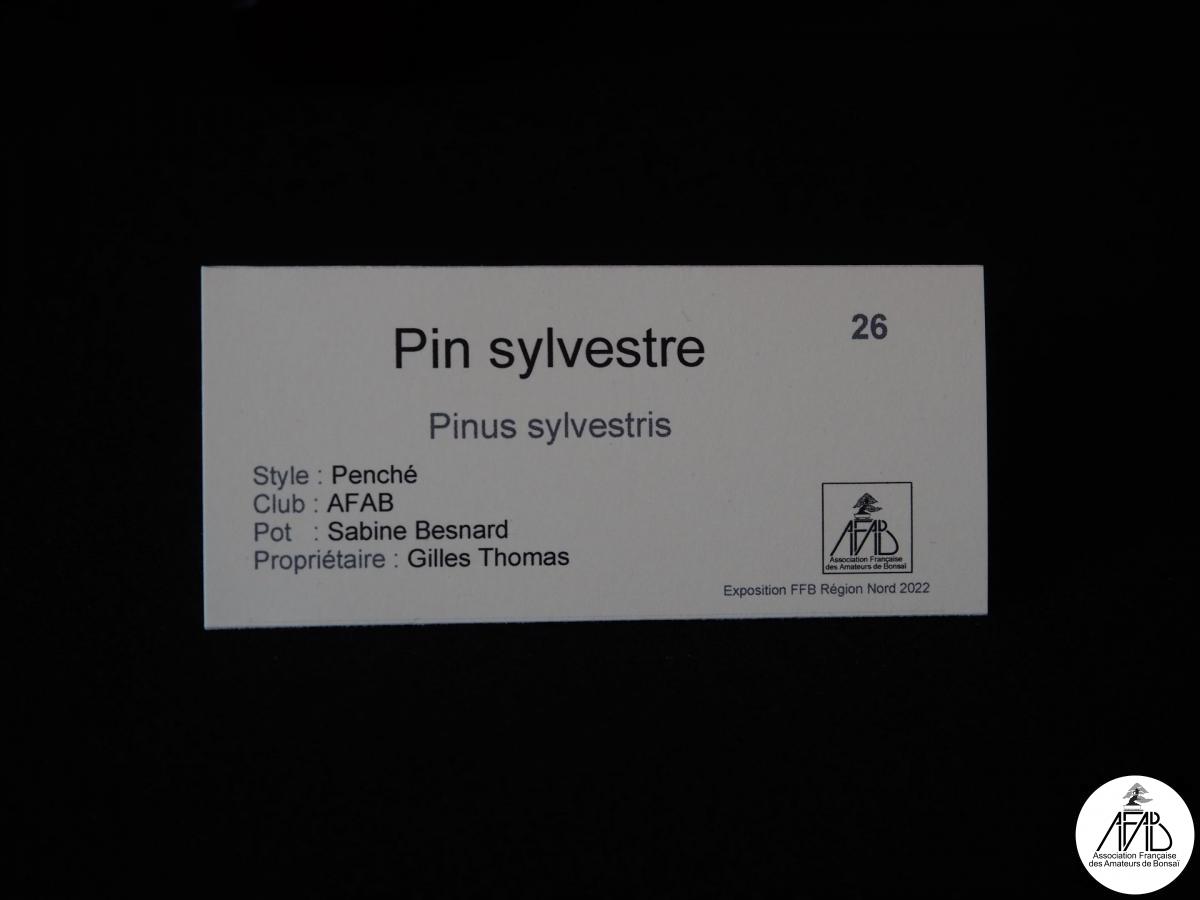 26
Pin sylvestre
Pinus sylvestris
Style : Penché
Club : AFAB
Pot : Sabine Besnard
Propriétaire : Gilles Thomas
AFAB
Association Française
des Amateurs de Bonsaï
Exposition FFB Région Nord 2022
AFAB
Association Française
des Amateurs de Bonsaï